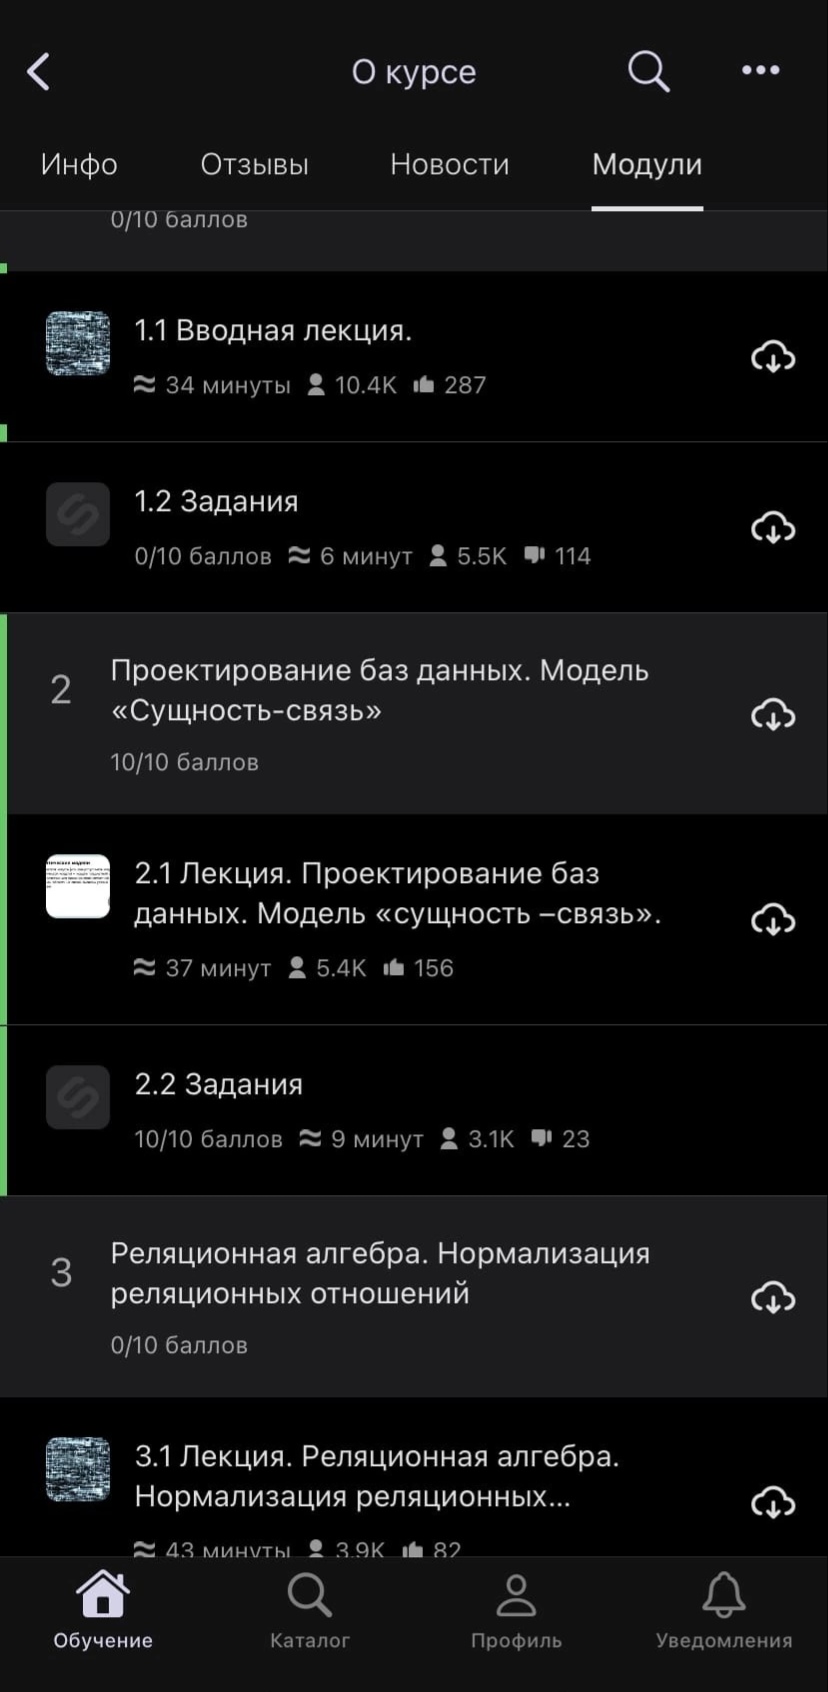 О курсе
Инфо Отзывы Новости Модули
0/10 баллов
1.1 Вводная лекция.
34 минуты 10.4K 287
1.2 Задания
0/10 баллов 6 минут 5.5K 114
2
Проектирование баз данных. Модель
«Сущность-связь»
10/10 баллов
2.1 Лекция. Проектирование баз
данных. Модель «сущность –связь».
37 минут 5.4K 156
2.2 Задания
10/10 баллов 9 минут 3.1K 23
3
Реляционная алгебра. Нормализация
реляционных отношений
0/10 баллов
3.1 Лекция. Реляционная алгебра.
Нормализация реляционных...
43 минуты 3.9K 82
Обучение Каталог Профиль Уведомления